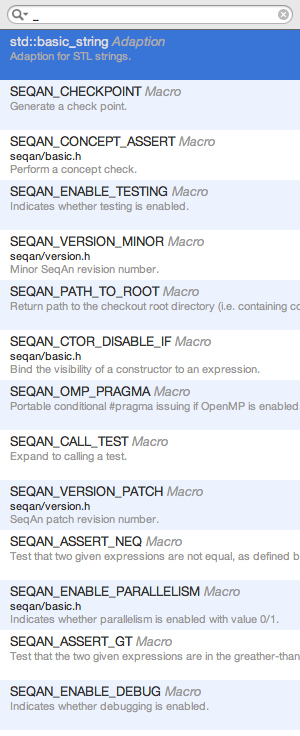 _
std::basic_string Adaption
Adaption for STL strings.
SEQAN_CHECKPOINT Macro
Generate a check point.
SEQAN_CONCEPT_ASSERT Macro
seqan/basic.h
Perform a concept check.
SEQAN_ENABLE_TESTING Macro
Indicates whether testing is enabled.
SEQAN_VERSION_MINOR Macro
seqan/version.h
Minor SeqAn revision number.
SEQAN_PATH_TO_ROOT Macro
Return path to the checkout root directory (i.e. containing co
SEQAN_CTOR_DISABLE_IF Macro
seqan/basic.h
Bind the visibility of a constructor to an expression.
SEQAN_OMP_PRAGMA Macro
Portable conditional #pragma issuing if OpenMP is enabled
SEQAN_CALL_TEST Macro
Expand to calling a test.
SEQAN_VERSION_PATCH Macro
seqan/version.h
SeqAn patch revision number.
SEQAN_ASSERT_NEQ Macro
Test that two given expressions are not equal, as defined b
SEQAN_ENABLE_PARALLELISM Macro
seqan/basic.h
Indicates whether parallelism is enabled with value 0/1.
SEQAN_ASSERT_GT Macro
Test that the two given expressions are in the greather-than
SEQAN_ENABLE_DEBUG Macro
Indicates whether debugging is enabled.